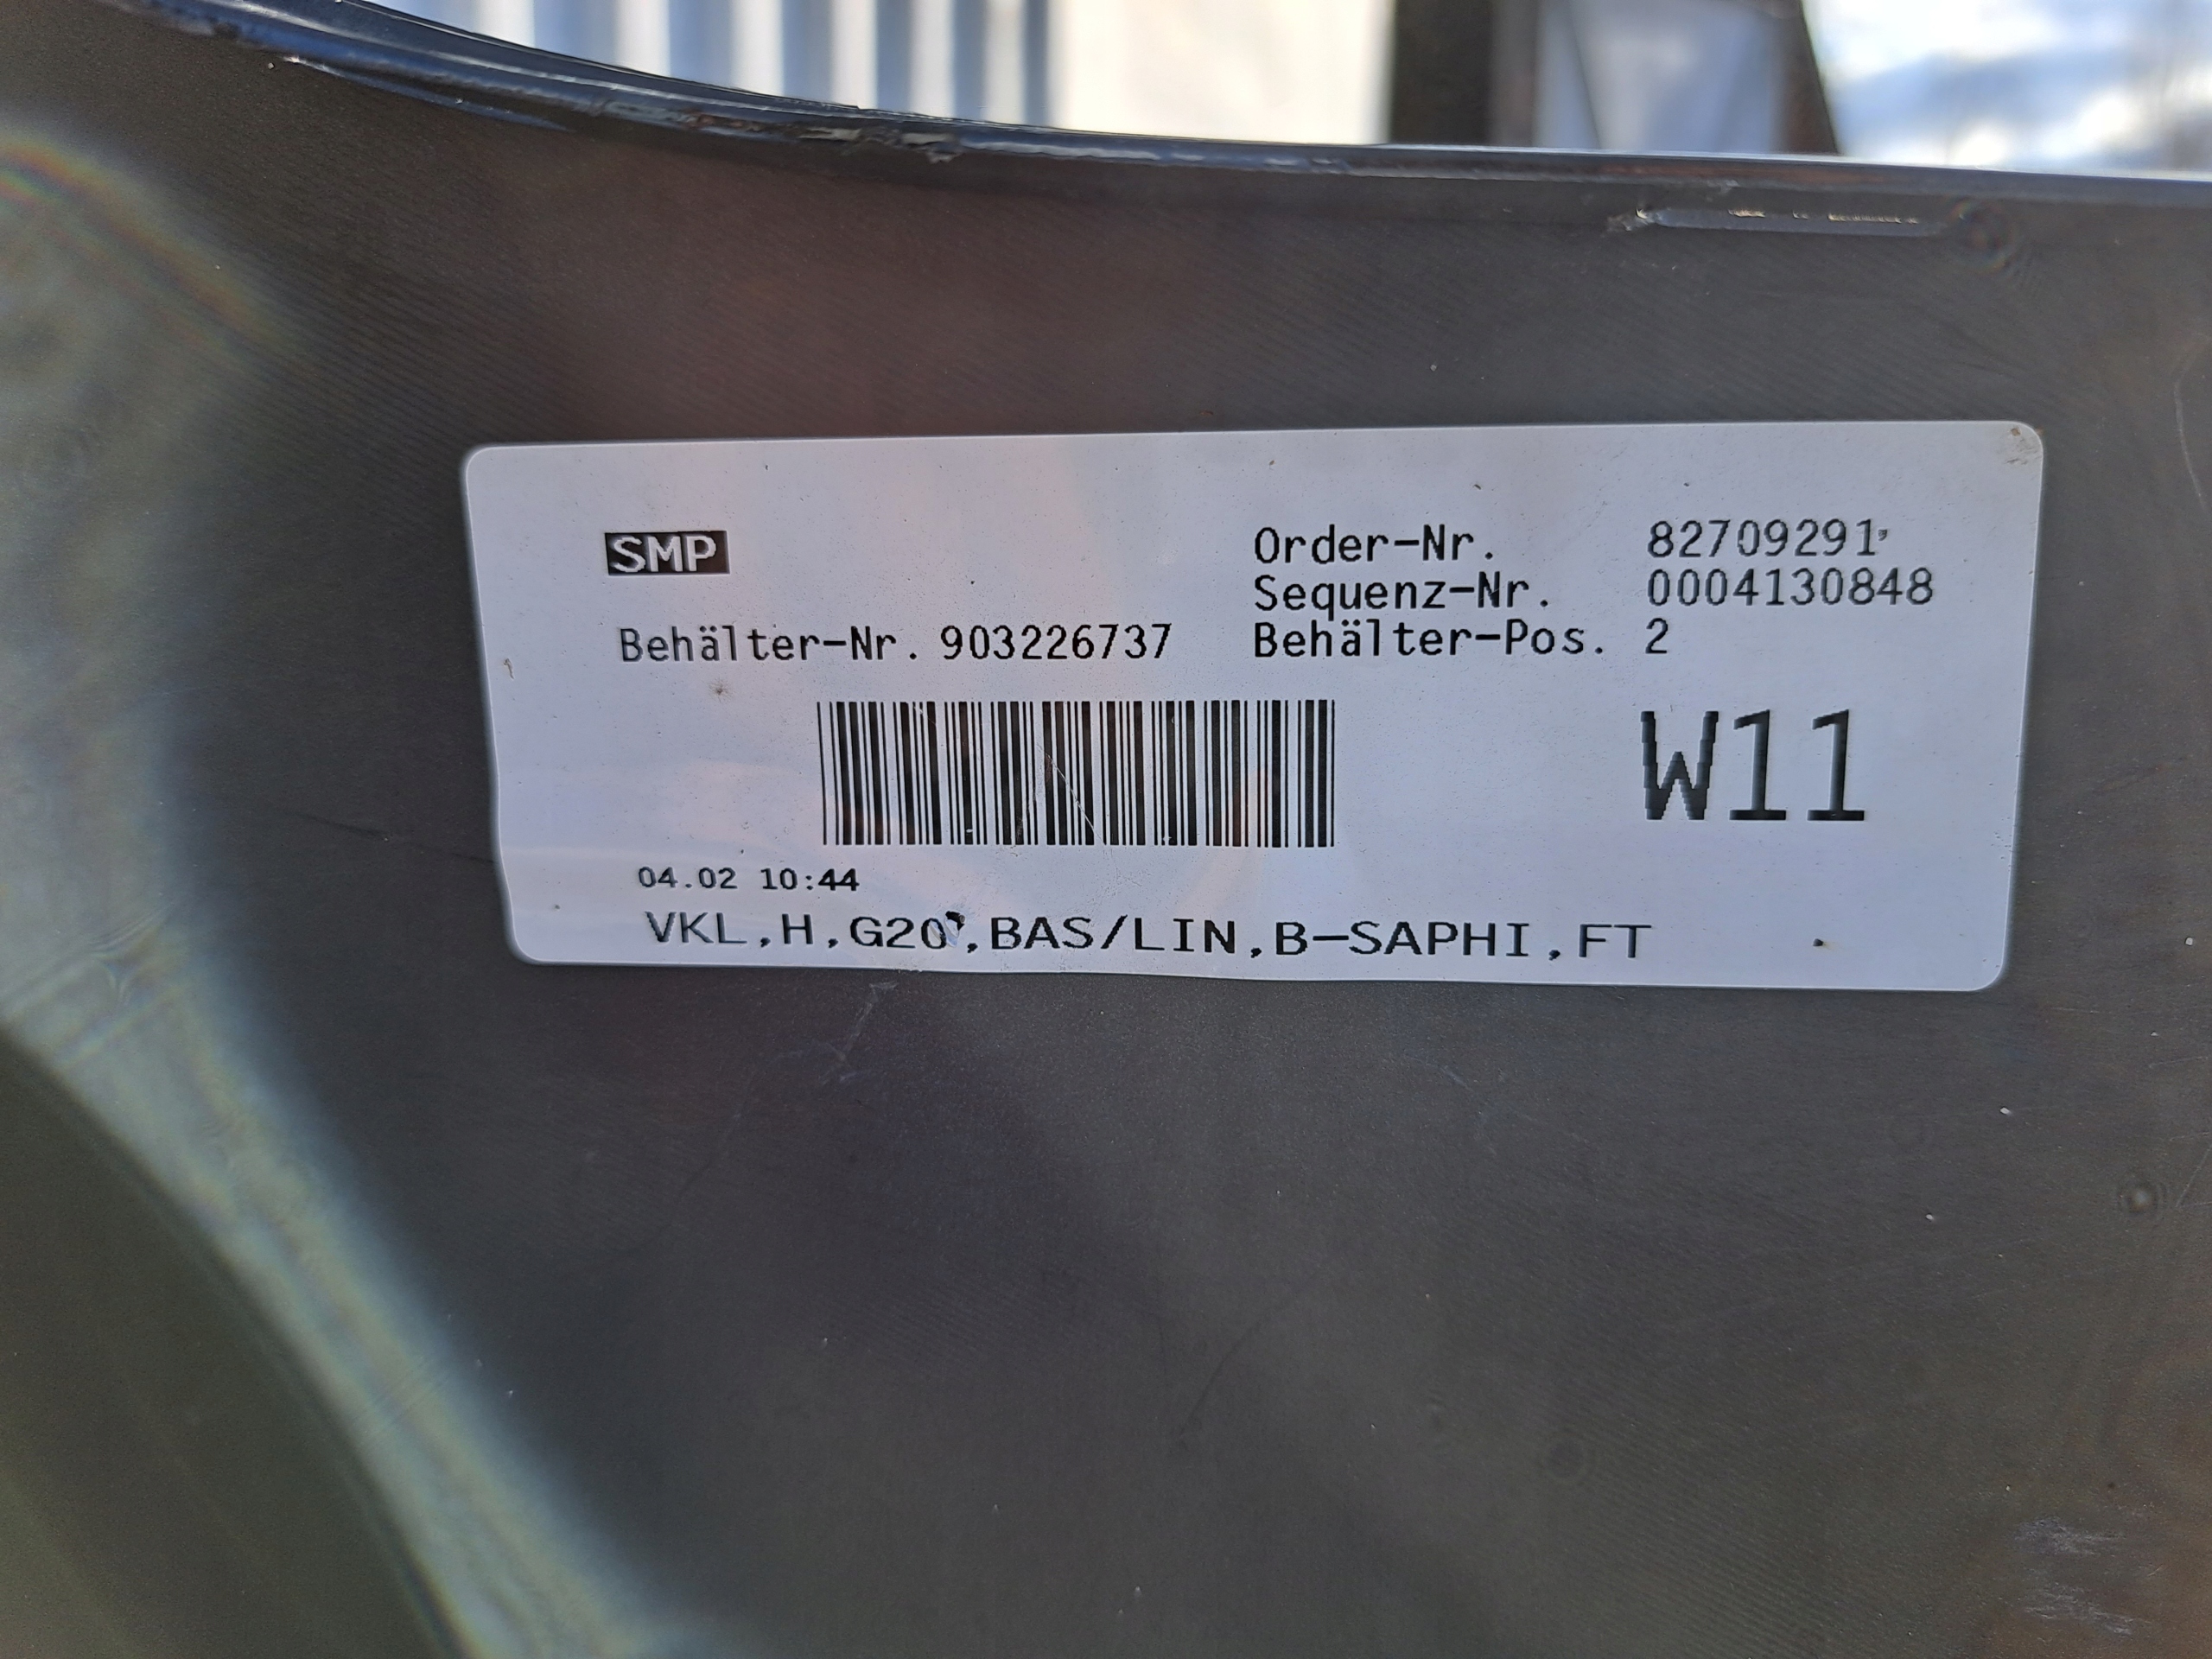 SMP
Order-Nr. 82709291
Sequenz-Nr. 0004130848
Behälter-Nr. 903226737 Behälter-Pos. 2
W11
04.02 10:44
VKL,H,G20,BAS/LIN,B-SAPHI,FT